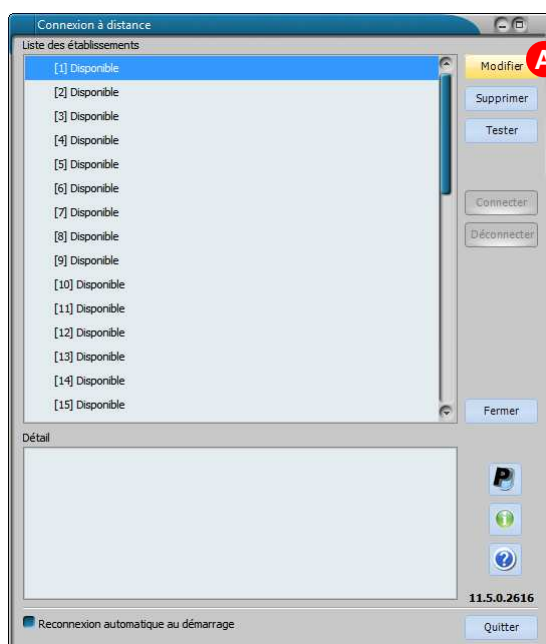 Connexion à distance
Liste des établissements
[1] Disponible
[2] Disponible
[3] Disponible
[4] Disponible
[5] Disponible
[6] Disponible
[7] Disponible
[8] Disponible
[9] Disponible
[10] Disponible
[11] Disponible
[12] Disponible
[13] Disponible
[14] Disponible
[15] Disponible
Modifier
A
Supprimer
Tester
Connecter
Déconnecter
Fermer
Détail
P
i
?
11.5.0.2616
Reconnexion automatique au démarrage
Quitter